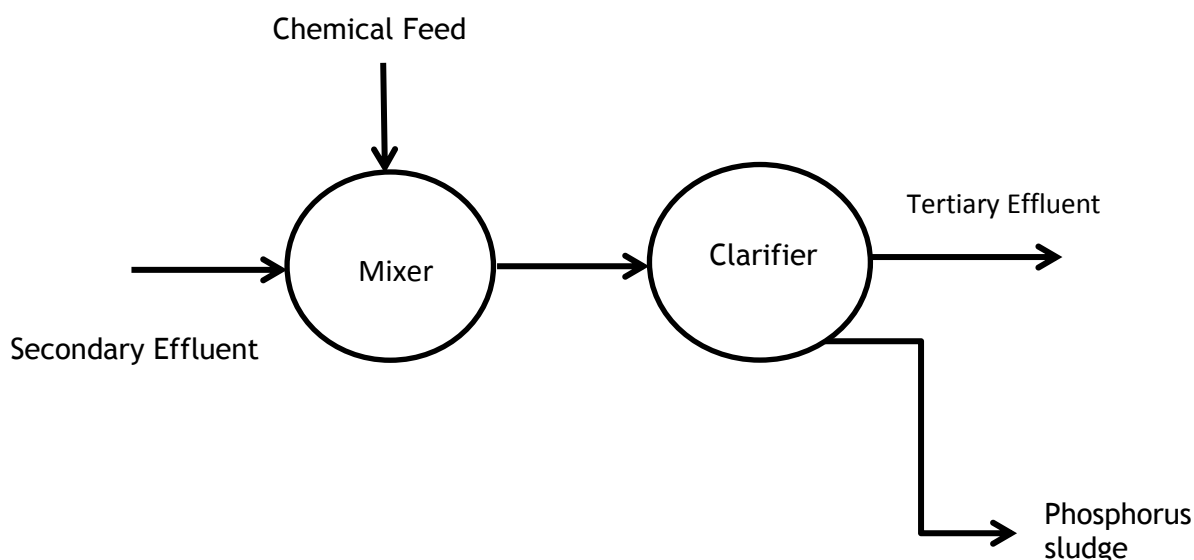 Chemical Feed
Tertiary Effluent
Clarifier
Mixer
Secondary Effluent
Phosphorus
sludge